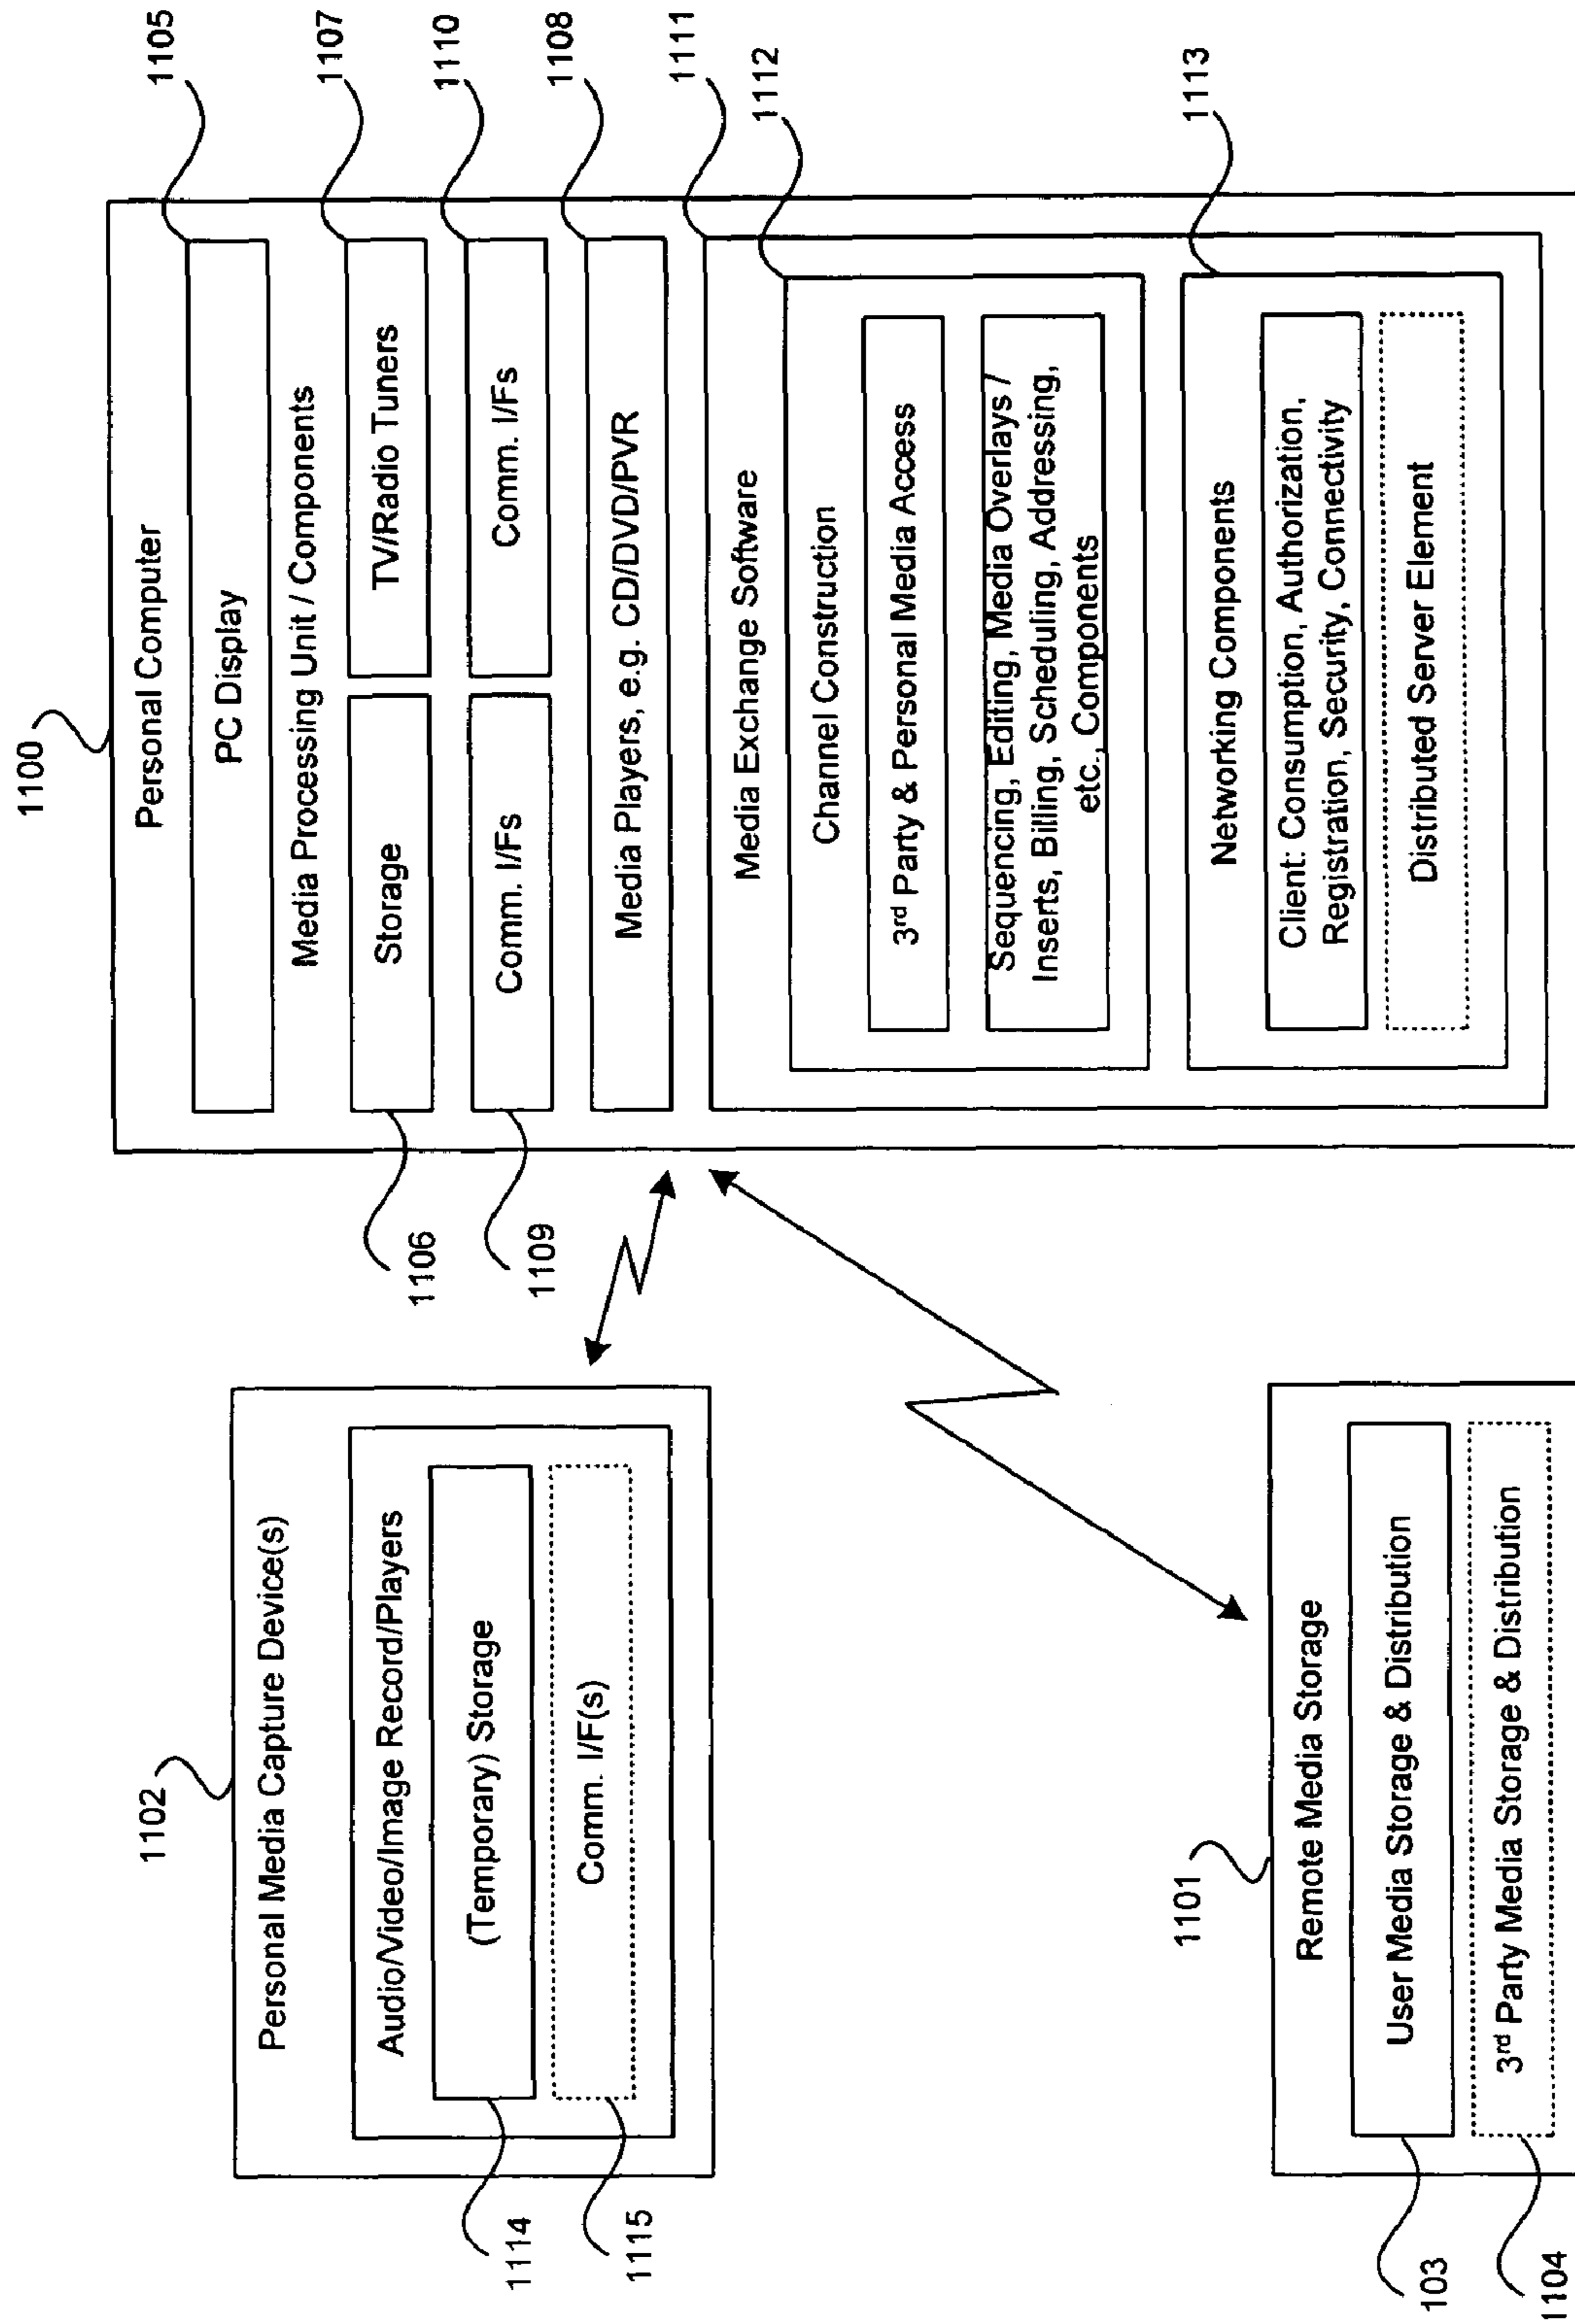 1102
Personal Media Capture Device(s)
Audio/Video/Image Record/Players
(Temporary) Storage
Comm. I/F(s)
1114
1115
1101
Remote Media Storage
User Media Storage & Distribution
3rd Party Media Storage & Distribution
103
1104
1100
Personal Computer
PC Display
1105
Media Processing Unit / Components
Storage
TV/Radio Tuners
1106
1107
Comm. I/Fs
Comm. I/Fs
1109
1110
Media Players, e.g. CD/DVD/PVR
1108
Media Exchange Software
1111
Channel Construction
1112
3rd Party & Personal Media Access
Sequencing, Editing, Media Overlays /
Inserts, Billing, Scheduling, Addressing,
etc., Components
Networking Components
1113
Client: Consumption, Authorization,
Registration, Security, Connectivity
Distributed Server Element